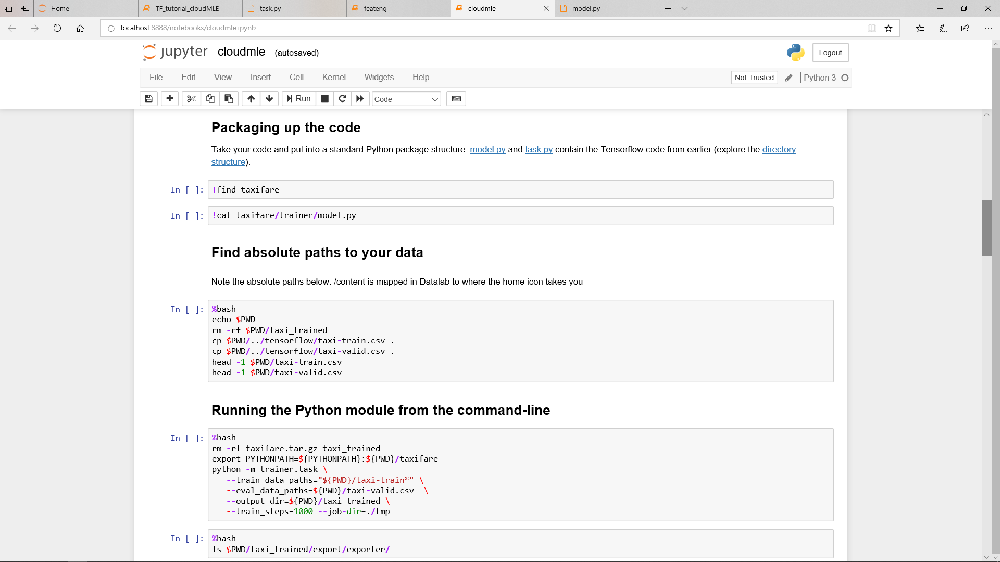 Home
TF_tutorial_cloudMLE
task.py
feateng
cloudmle
model.py
localhost:8888/notebooks/cloudmle.ipynb
jupyter cloudmle (autosaved)
Logout
File Edit View Insert Cell Kernel Widgets Help
Not Trusted
Python 3
Run
Code
Packaging up the code
Take your code and put into a standard Python package structure. model.py and task.py contain the Tensorflow code from earlier (explore the directory
structure).
In [ ]: !find taxifare
In [ ]: !cat taxifare/trainer/model.py
Find absolute paths to your data
Note the absolute paths below. /content is mapped in Datalab to where the home icon takes you
In [ ]: %bash
echo $PWD
rm -rf $PWD/taxi_trained
cp $PWD/../tensorflow/taxi-train.csv .
cp $PWD/../tensorflow/taxi-valid.csv .
head -1 $PWD/taxi-train.csv
head -1 $PWD/taxi-valid.csv
Running the Python module from the command-line
In [ ]: %bash
rm -rf taxifare.tar.gz taxi_trained
export PYTHONPATH=${PYTHONPATH}:${PWD}/taxifare
python -m trainer.task \
--train_data_paths="${PWD}/taxi-train*" \
--eval_data_paths=${PWD}/taxi-valid.csv \
--output_dir=${PWD}/taxi_trained \
--train_steps=1000 --job-dir=./tmp
In [ ]: %bash
ls $PWD/taxi_trained/export/exporter/